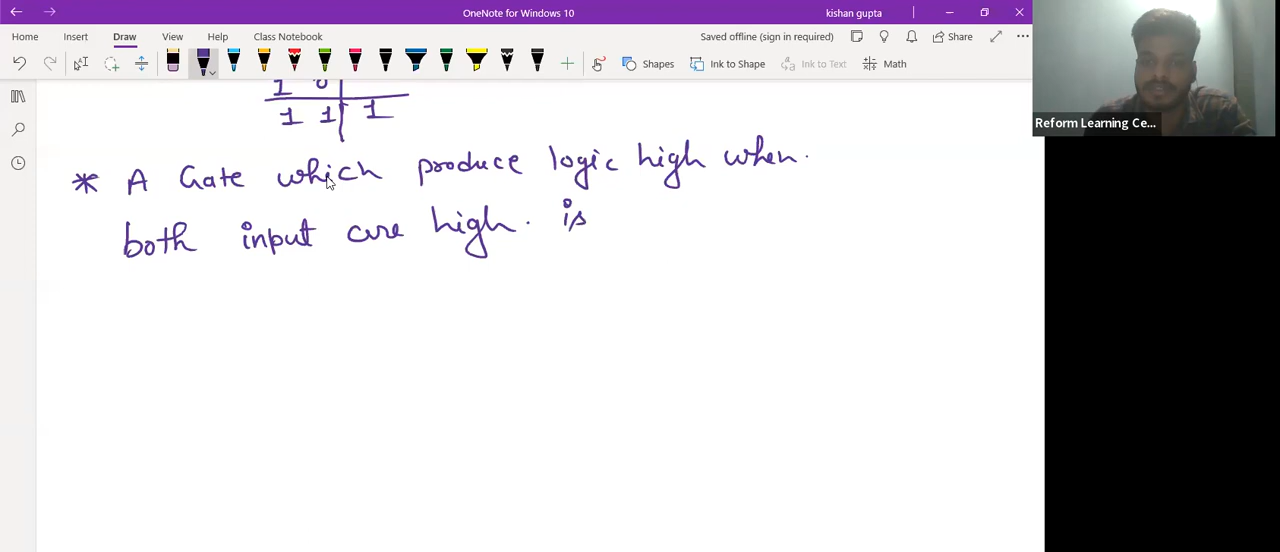 OneNote for Windows 10
kishan gupta
Home Insert Draw View Help Class Notebook
Saved offline (sign in required) Share
Shapes Ink to Shape Ink to Text Math
Reform Learning Ce...
1 0
1 1 1
* A Gate which produce logic high when.
both input are high. is